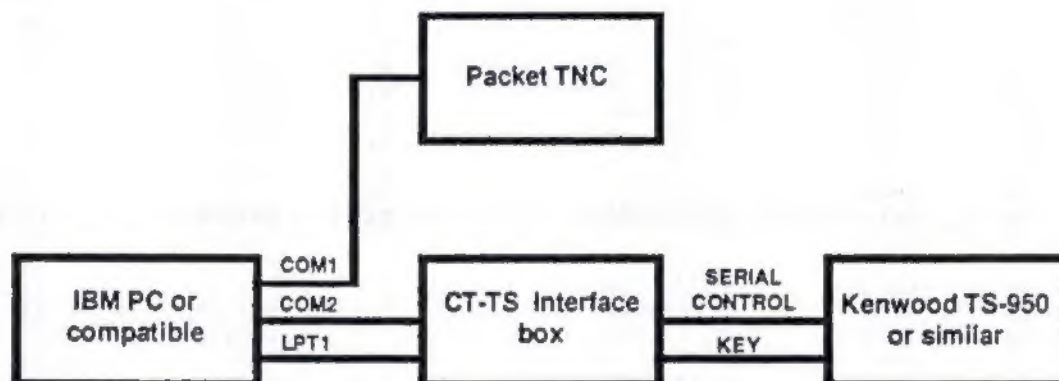 Packet TNC
COM1
IBM PC or
compatible
COM2
LPT1
CT-TS Interface
box
SERIAL
CONTROL
KEY
Kenwood TS-950
or similar